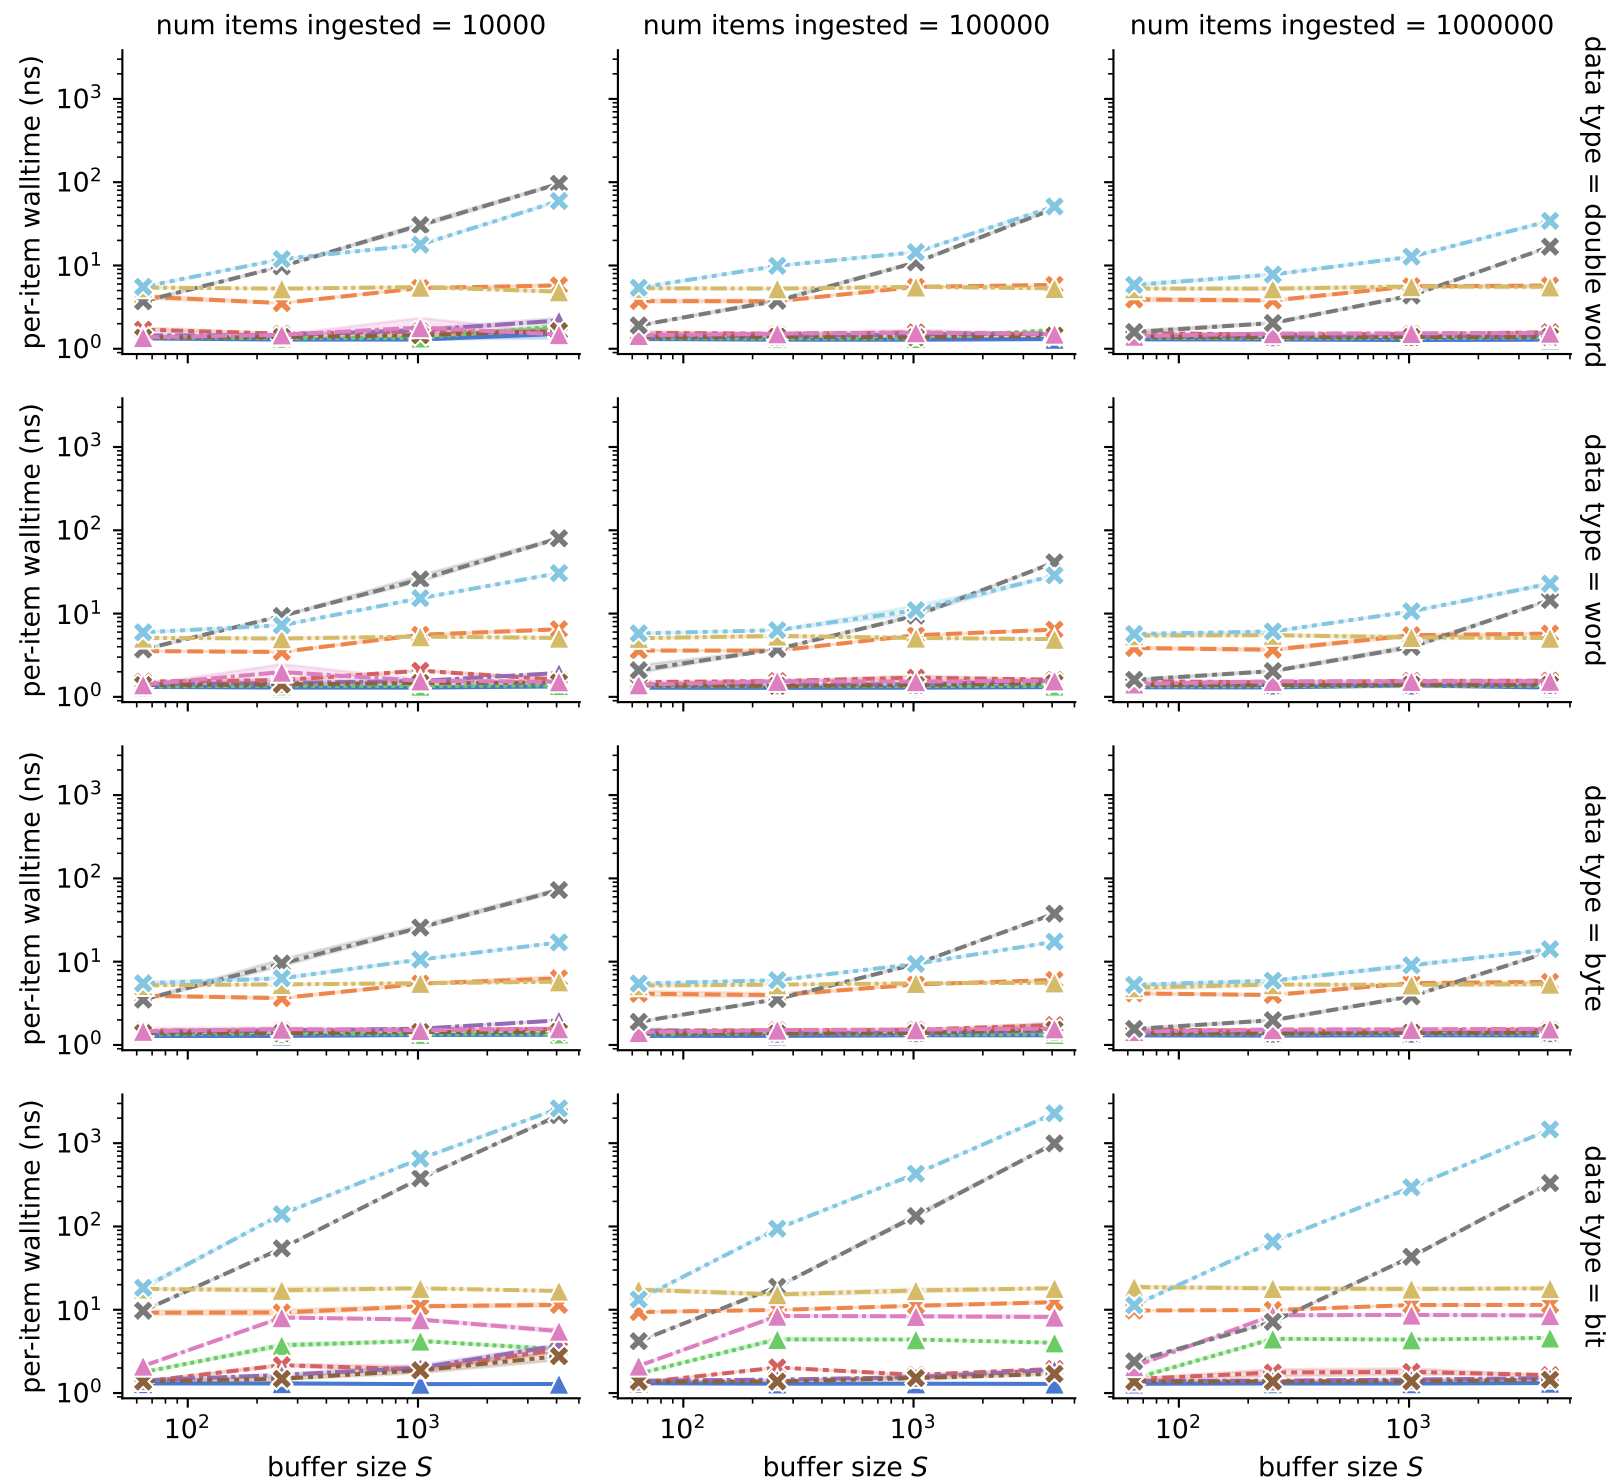 num items ingested = 10000
num items ingested = 100000
num items ingested = 1000000
per-item walltime (ns)
10³
10²
10¹
10⁰
data type = double word
per-item walltime (ns)
10³
10²
10¹
10⁰
data type = word
per-item walltime (ns)
10³
10²
10¹
10⁰
data type = byte
per-item walltime (ns)
10³
10²
10¹
10⁰
data type = bit
10² 10³
10² 10³
10² 10³
buffer size S
buffer size S
buffer size S